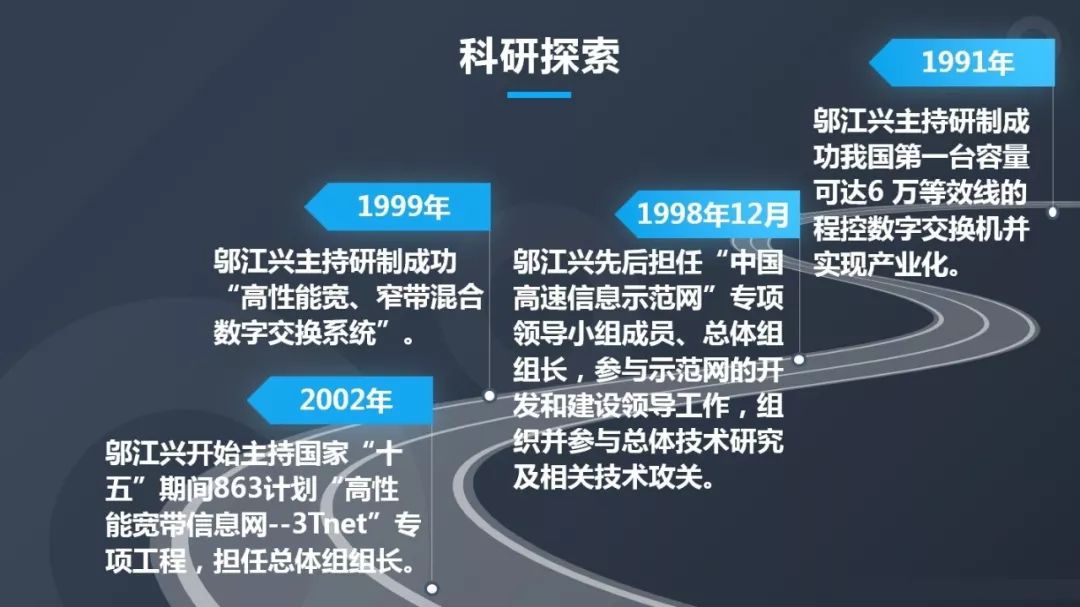 科研探索
1991年
邬江兴主持研制成
功我国第一台容量
可达6 万等效线的
程控数字交换机并
实现产业化。
1998年12月
邬江兴先后担任“中国
高速信息示范网”专项
领导小组成员、总体组
组长，参与示范网的开
发和建设领导工作，组
织并参与总体技术研究
及相关技术攻关。
1999年
邬江兴主持研制成功
“高性能宽、窄带混合
数字交换系统”。
2002年
邬江兴开始主持国家“十
五”期间863计划“高性
能宽带信息网--3Tnet”专
项工程，担任总体组组长。